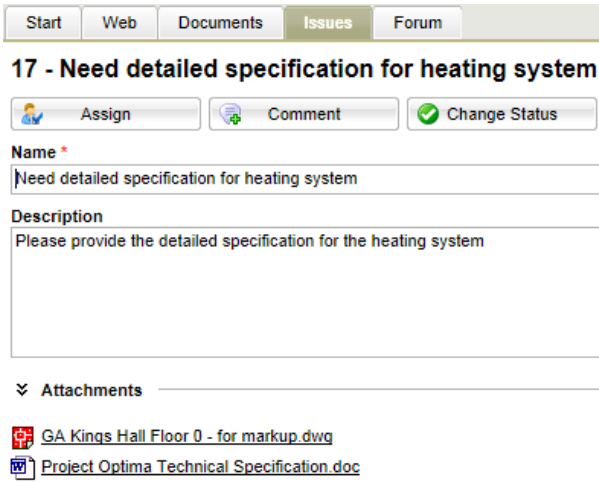 Start Web Documents Issues Forum
17 - Need detailed specification for heating system
Assign Comment Change Status
Name *
Need detailed specification for heating system
Description
Please provide the detailed specification for the heating system
Attachments
GA Kings Hall Floor 0 - for markup.dwg
Project Optima Technical Specification.doc